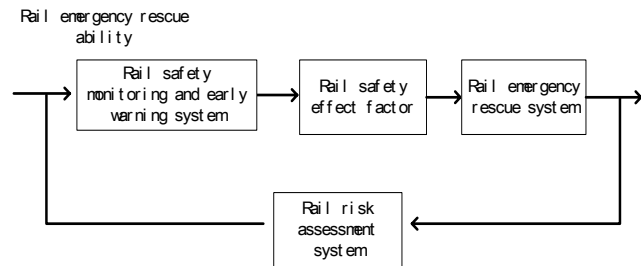 Rail emergency rescue
ability
Rail safety
monitoring and early
warning system
Rail safety
effect factor
Rail emergency
rescue system
Rail risk
assessment
system